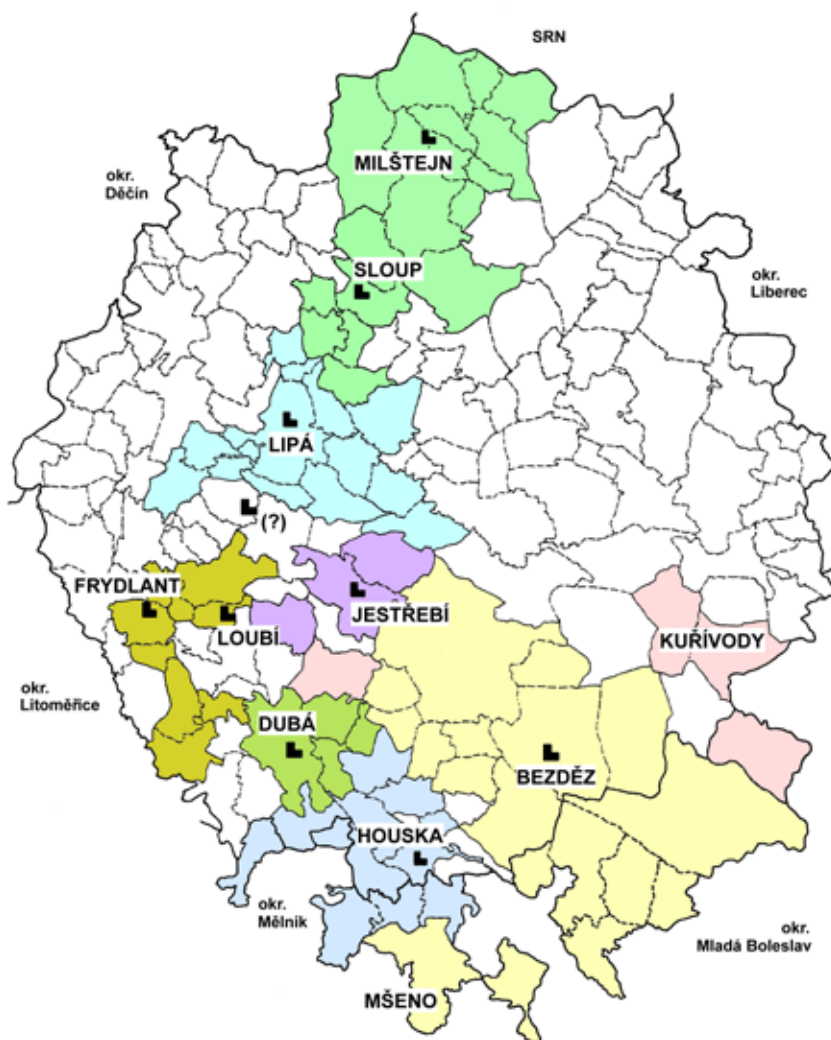 SRN
MILŠTEJN
okr.
Děčín
SLOUP
okr.
Liberec
LIPÁ
(?)
FRYDLANT
JESTŘEBÍ
LOUBÍ
KUŘÍVODY
okr.
Litoměřice
DUBÁ
BEZDĚZ
HOUSKA
okr.
Mělník
okr.
Mladá Boleslav
MŠENO